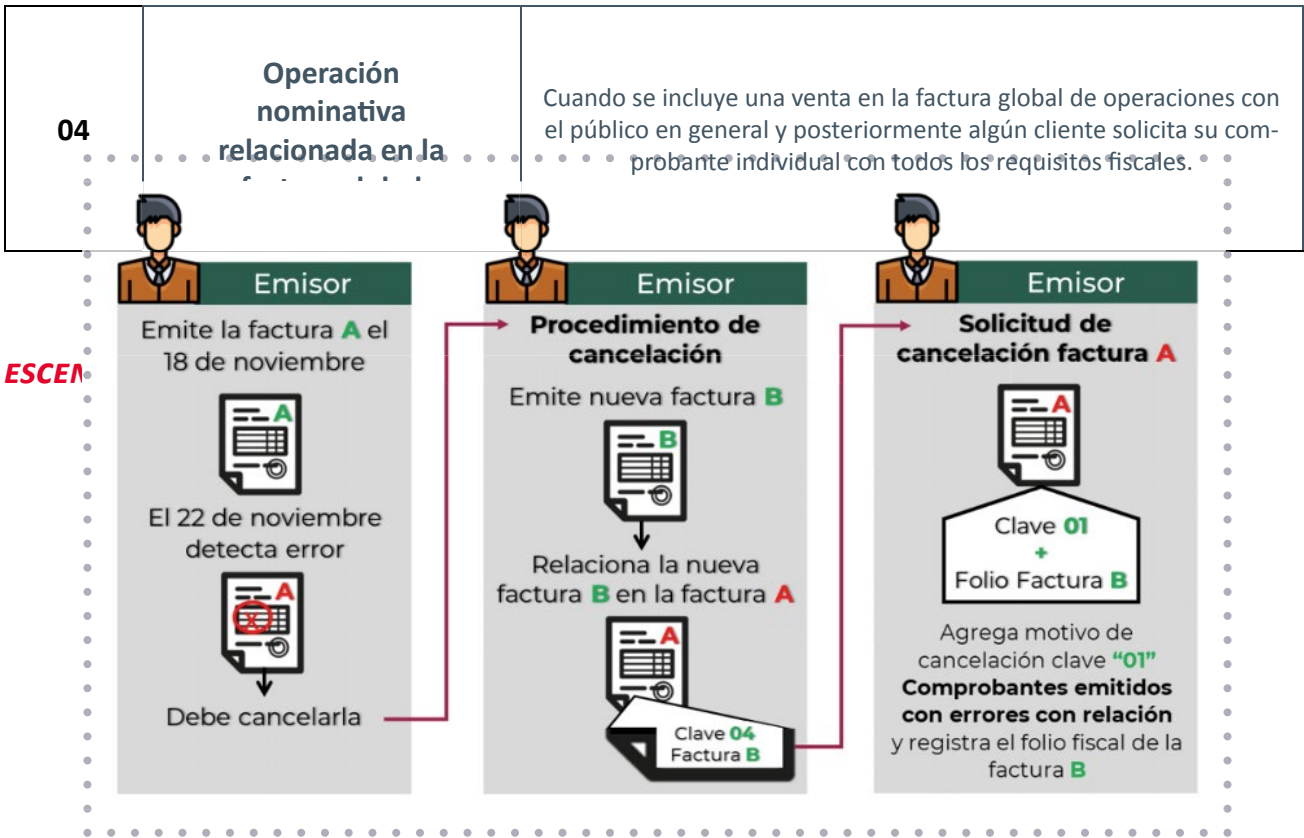 04
Operación
nominativa
relacionada en la
Cuando se incluye una venta en la factura global de operaciones con
el público en general y posteriormente algún cliente solicita su com-
probante individual con todos los requisitos fiscales.
ESCEN
Emisor
Emite la factura A el
18 de noviembre
A
El 22 de noviembre
detecta error
A
X
Debe cancelarla
Emisor
Procedimiento de
cancelación
Emite nueva factura B
B
Relaciona la nueva
factura B en la factura A
A
Clave 04
Factura B
Emisor
Solicitud de
cancelación factura A
A
Clave 01
+
Folio Factura B
Agrega motivo de
cancelación clave “01”
Comprobantes emitidos
con errores con relación
y registra el folio fiscal de la
factura B